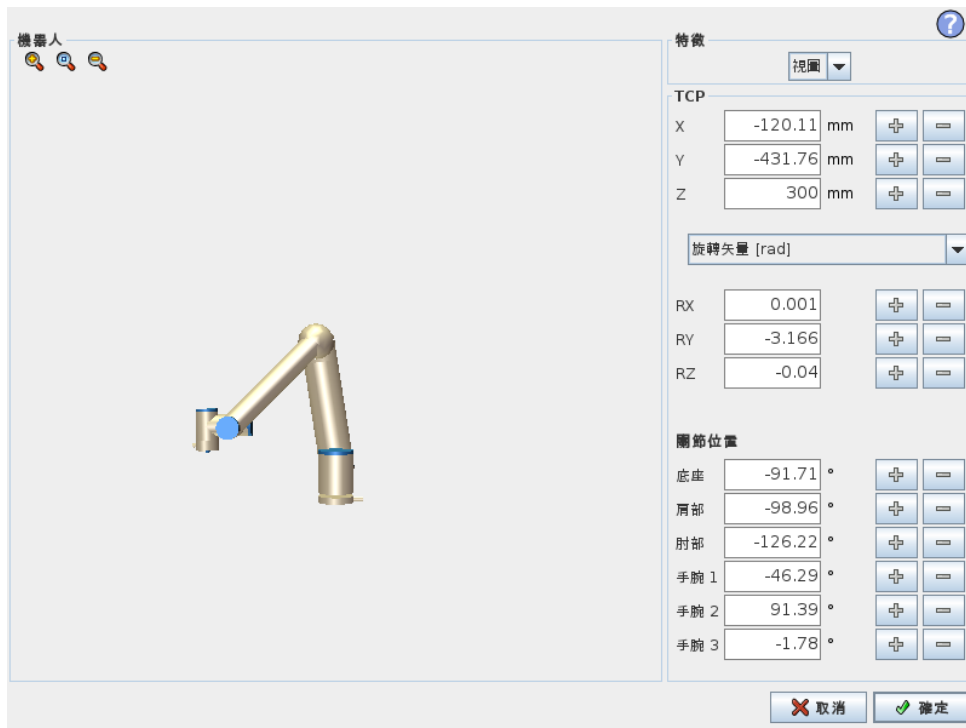 機器人
特徵
視圖
TCP
X -120.11 mm
Y -431.76 mm
Z 300 mm
旋轉矢量 [rad]
RX 0.001
RY -3.166
RZ -0.04
關節位置
底座 -91.71 °
肩部 -98.96 °
肘部 -126.22 °
手腕 1 -46.29 °
手腕 2 91.39 °
手腕 3 -1.78 °
取消 確定